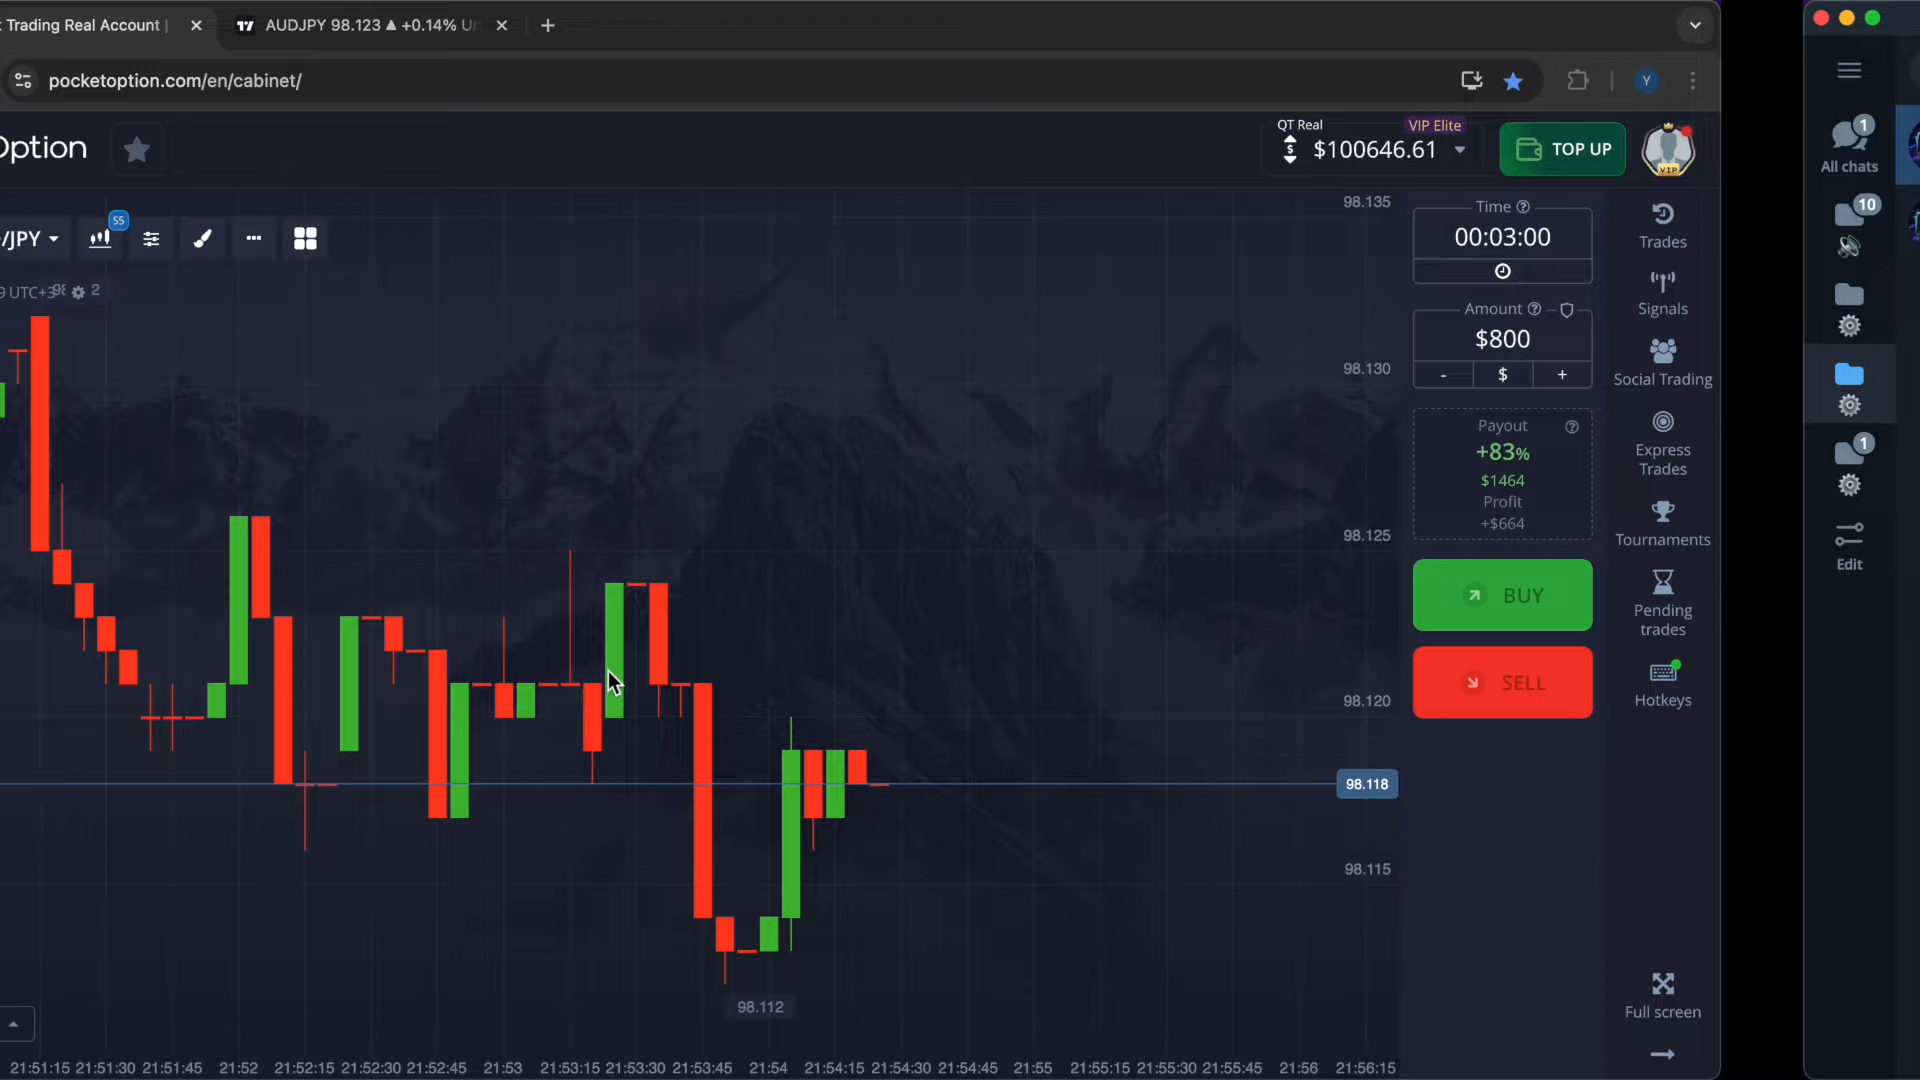 Trading Real Account
AUDJPY 98.123 ▲ +0.14%
pocketoption.com/en/cabinet/
Y
Option
QT Real
VIP Elite
$100646.61
TOP UP
VIP
/JPY
S5
9 UTC+3
2
98.135
98.130
98.125
98.120
98.118
98.115
98.112
21:51:15 21:51:30 21:51:45 21:52 21:52:15 21:52:30 21:52:45 21:53 21:53:15 21:53:30 21:53:45 21:54 21:54:15 21:54:30 21:54:45 21:55 21:55:15 21:55:30 21:55:45 21:56 21:56:15
Time
00:03:00
Amount
$800
- $ +
Payout
+83%
$1464
Profit
+$664
BUY
SELL
Trades
Signals
Social Trading
Express
Trades
Tournaments
Pending
trades
Hotkeys
Full screen
1
All chats
10
1
Edit